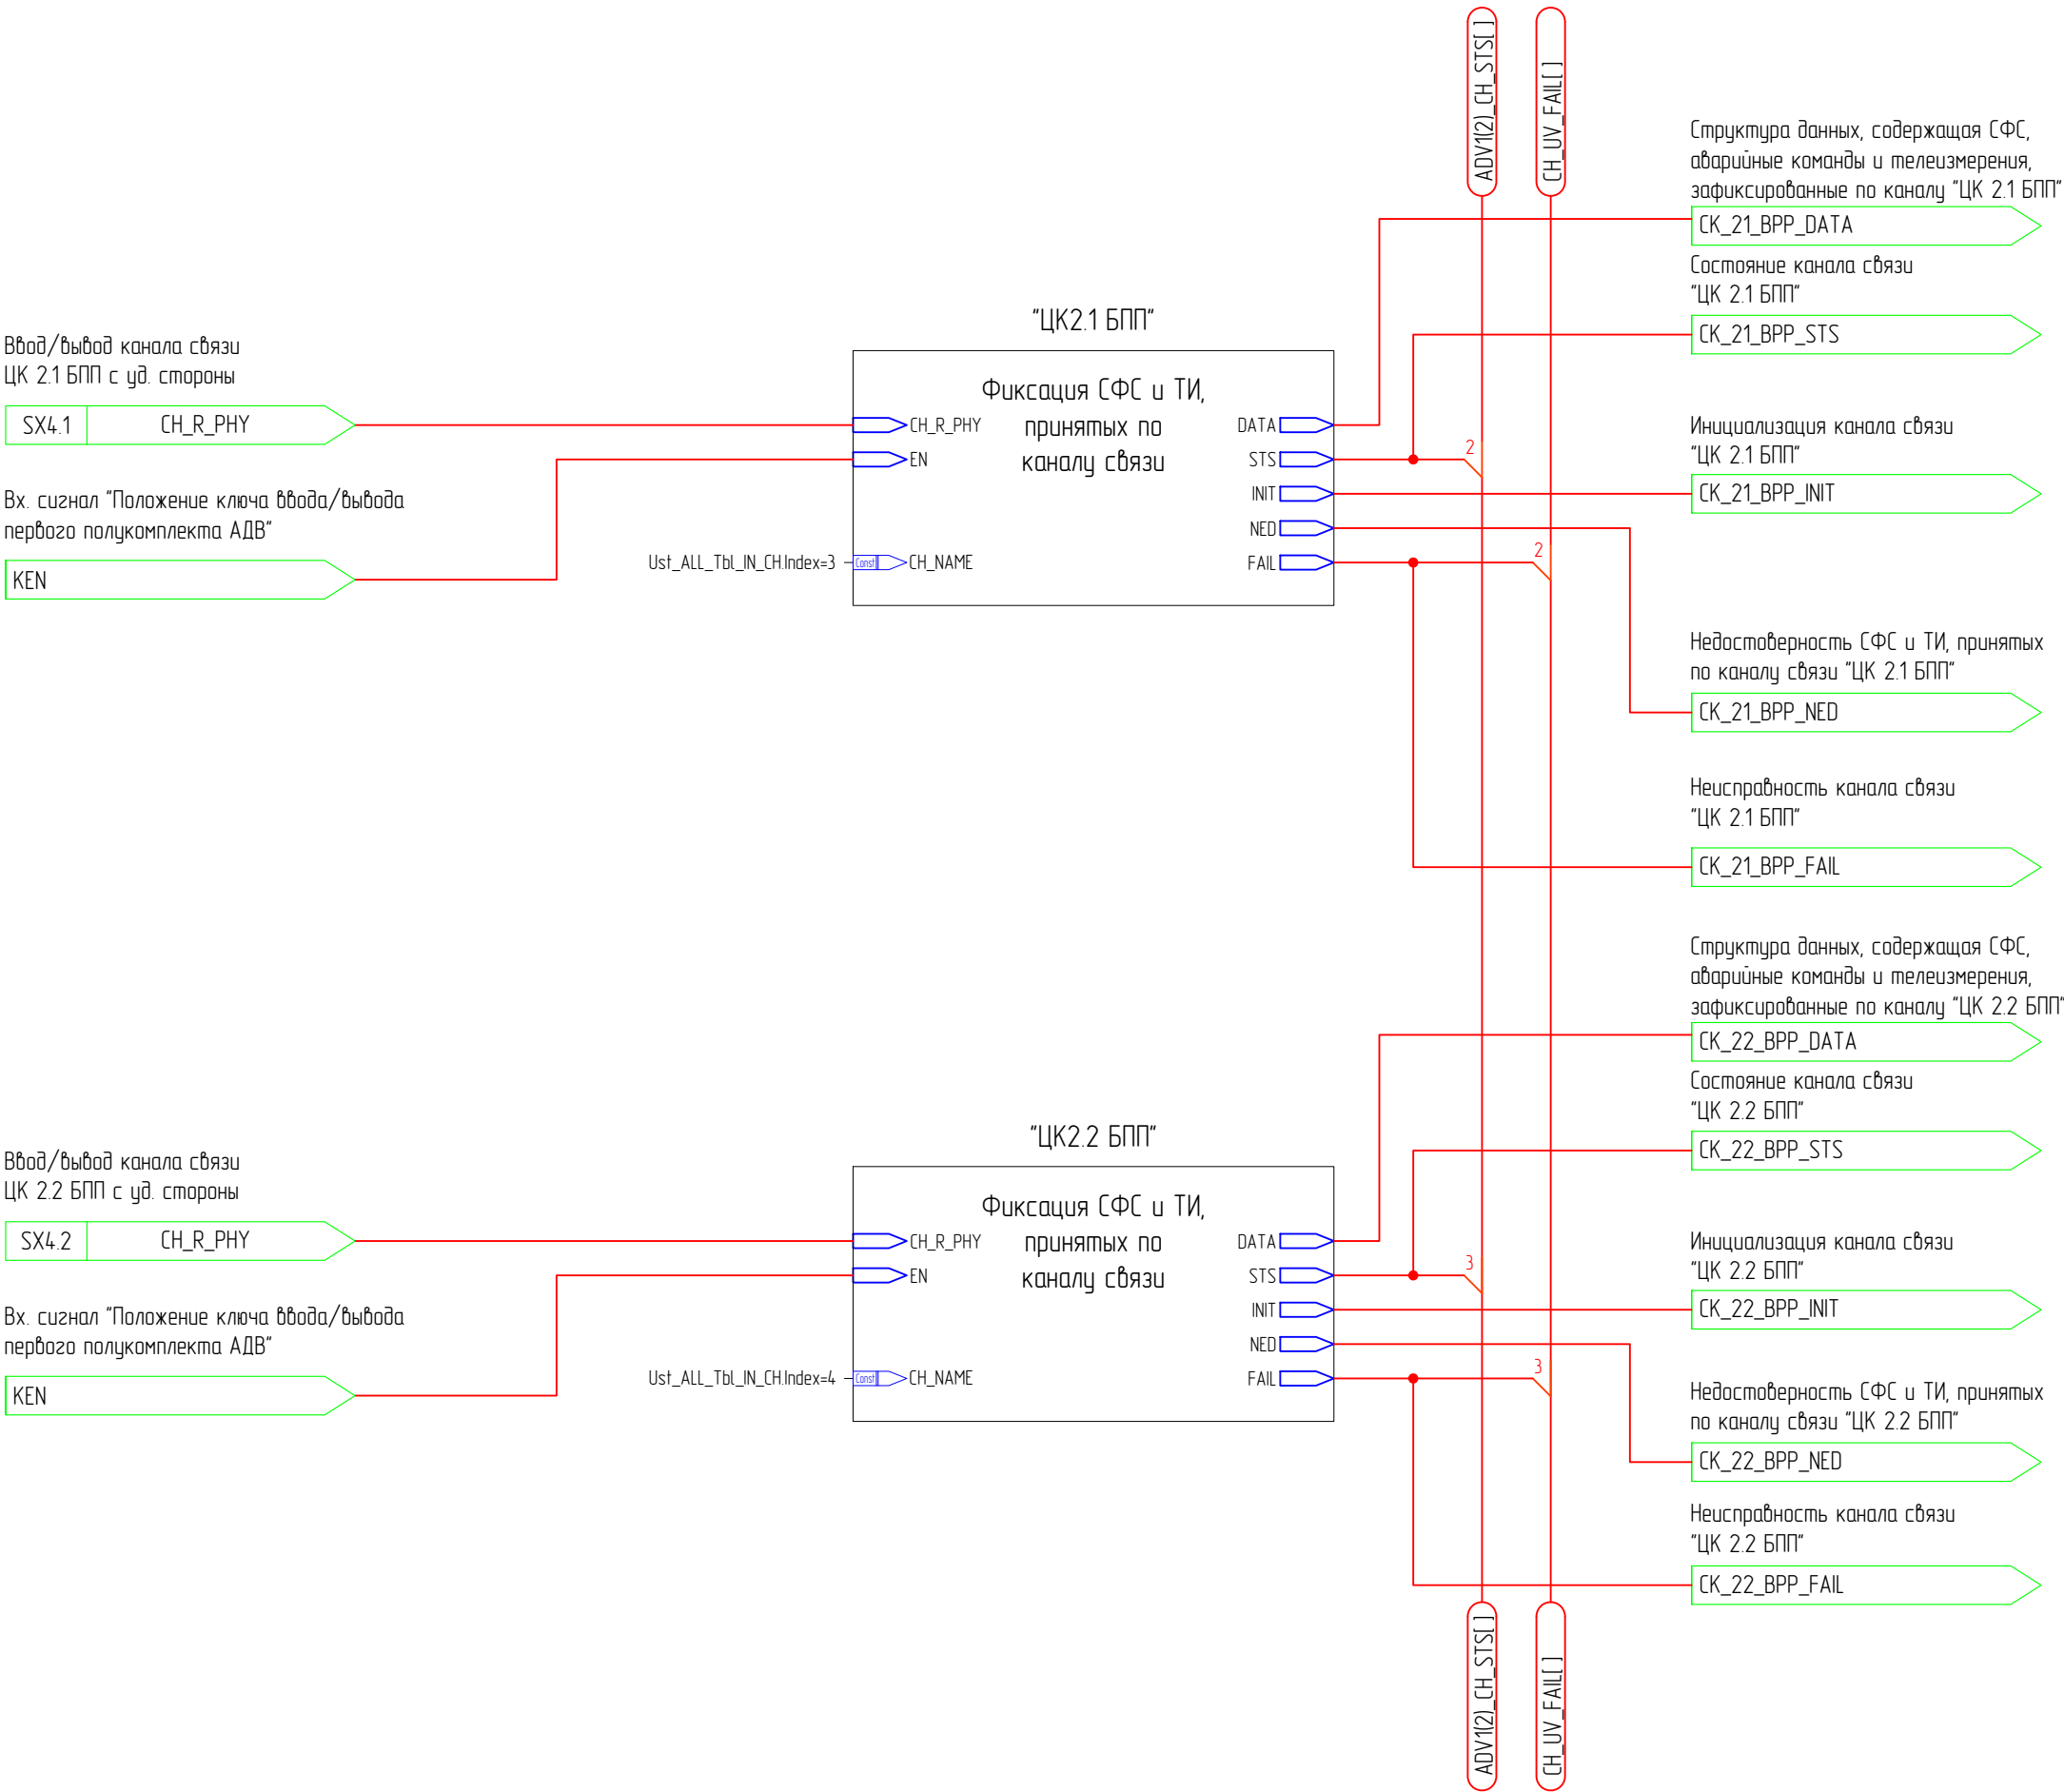 ADV1(2)_CH_STS[ ]
CH_UV_FAIL[ ]
Структура данных, содержащая СФС,
аварийные команды и телеизмерения,
зафиксированные по каналу "ЦК 2.1 БПП"
CK_21_BPP_DATA
Состояние канала связи
"ЦК 2.1 БПП"
CK_21_BPP_STS
"ЦК2.1 БПП"
Ввод/вывод канала связи
ЦК 2.1 БПП с уд. стороны
SX4.1
CH_R_PHY
Вх. сигнал "Положение ключа ввода/вывода
первого полукомплекта АДВ"
KEN
Фиксация СФС и ТИ,
принятых по
каналу связи
CH_R_PHY
EN
Ust_ALL_Tbl_IN_CH.Index=3
Const
CH_NAME
DATA
STS
INIT
NED
FAIL
2
2
Инициализация канала связи
"ЦК 2.1 БПП"
CK_21_BPP_INIT
Недостоверность СФС и ТИ, принятых
по каналу связи "ЦК 2.1 БПП"
CK_21_BPP_NED
Неисправность канала связи
"ЦК 2.1 БПП"
CK_21_BPP_FAIL
Структура данных, содержащая СФС,
аварийные команды и телеизмерения,
зафиксированные по каналу "ЦК 2.2 БПП"
CK_22_BPP_DATA
Состояние канала связи
"ЦК 2.2 БПП"
CK_22_BPP_STS
"ЦК2.2 БПП"
Ввод/вывод канала связи
ЦК 2.2 БПП с уд. стороны
SX4.2
CH_R_PHY
Вх. сигнал "Положение ключа ввода/вывода
первого полукомплекта АДВ"
KEN
Фиксация СФС и ТИ,
принятых по
каналу связи
CH_R_PHY
EN
Ust_ALL_Tbl_IN_CH.Index=4
Const
CH_NAME
DATA
STS
INIT
NED
FAIL
3
3
Инициализация канала связи
"ЦК 2.2 БПП"
CK_22_BPP_INIT
Недостоверность СФС и ТИ, принятых
по каналу связи "ЦК 2.2 БПП"
CK_22_BPP_NED
Неисправность канала связи
"ЦК 2.2 БПП"
CK_22_BPP_FAIL
ADV1(2)_CH_STS[ ]
CH_UV_FAIL[ ]